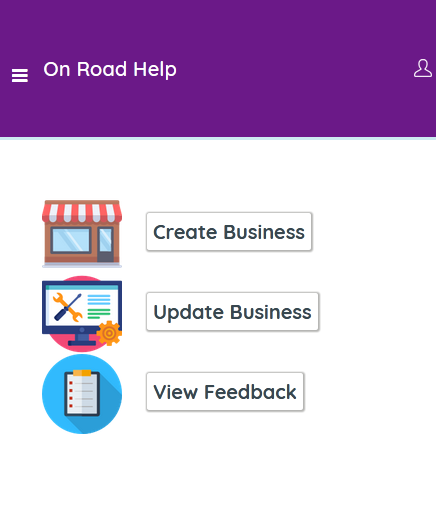 On Road Help
Create Business
Update Business
View Feedback